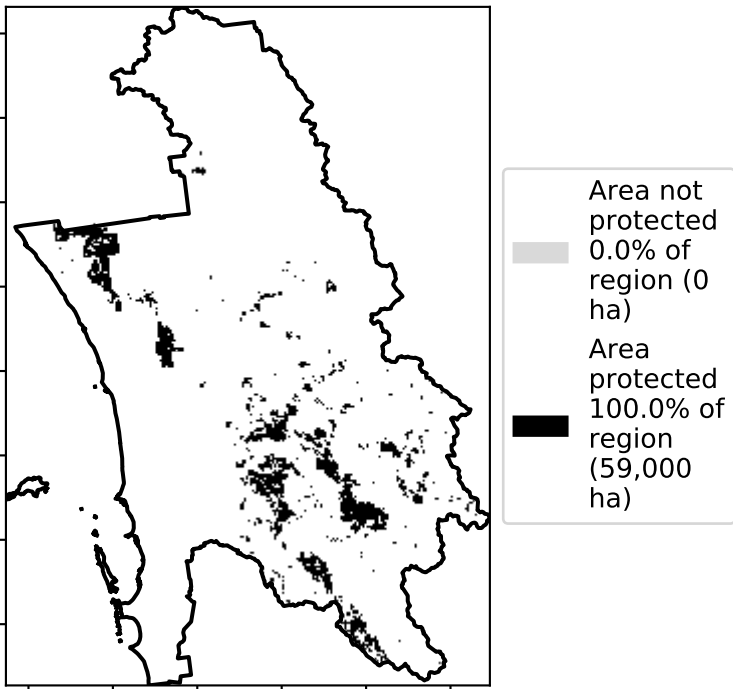 Area not
protected
0.0% of
region (0
ha)
Area
protected
100.0% of
region
(59,000
ha)